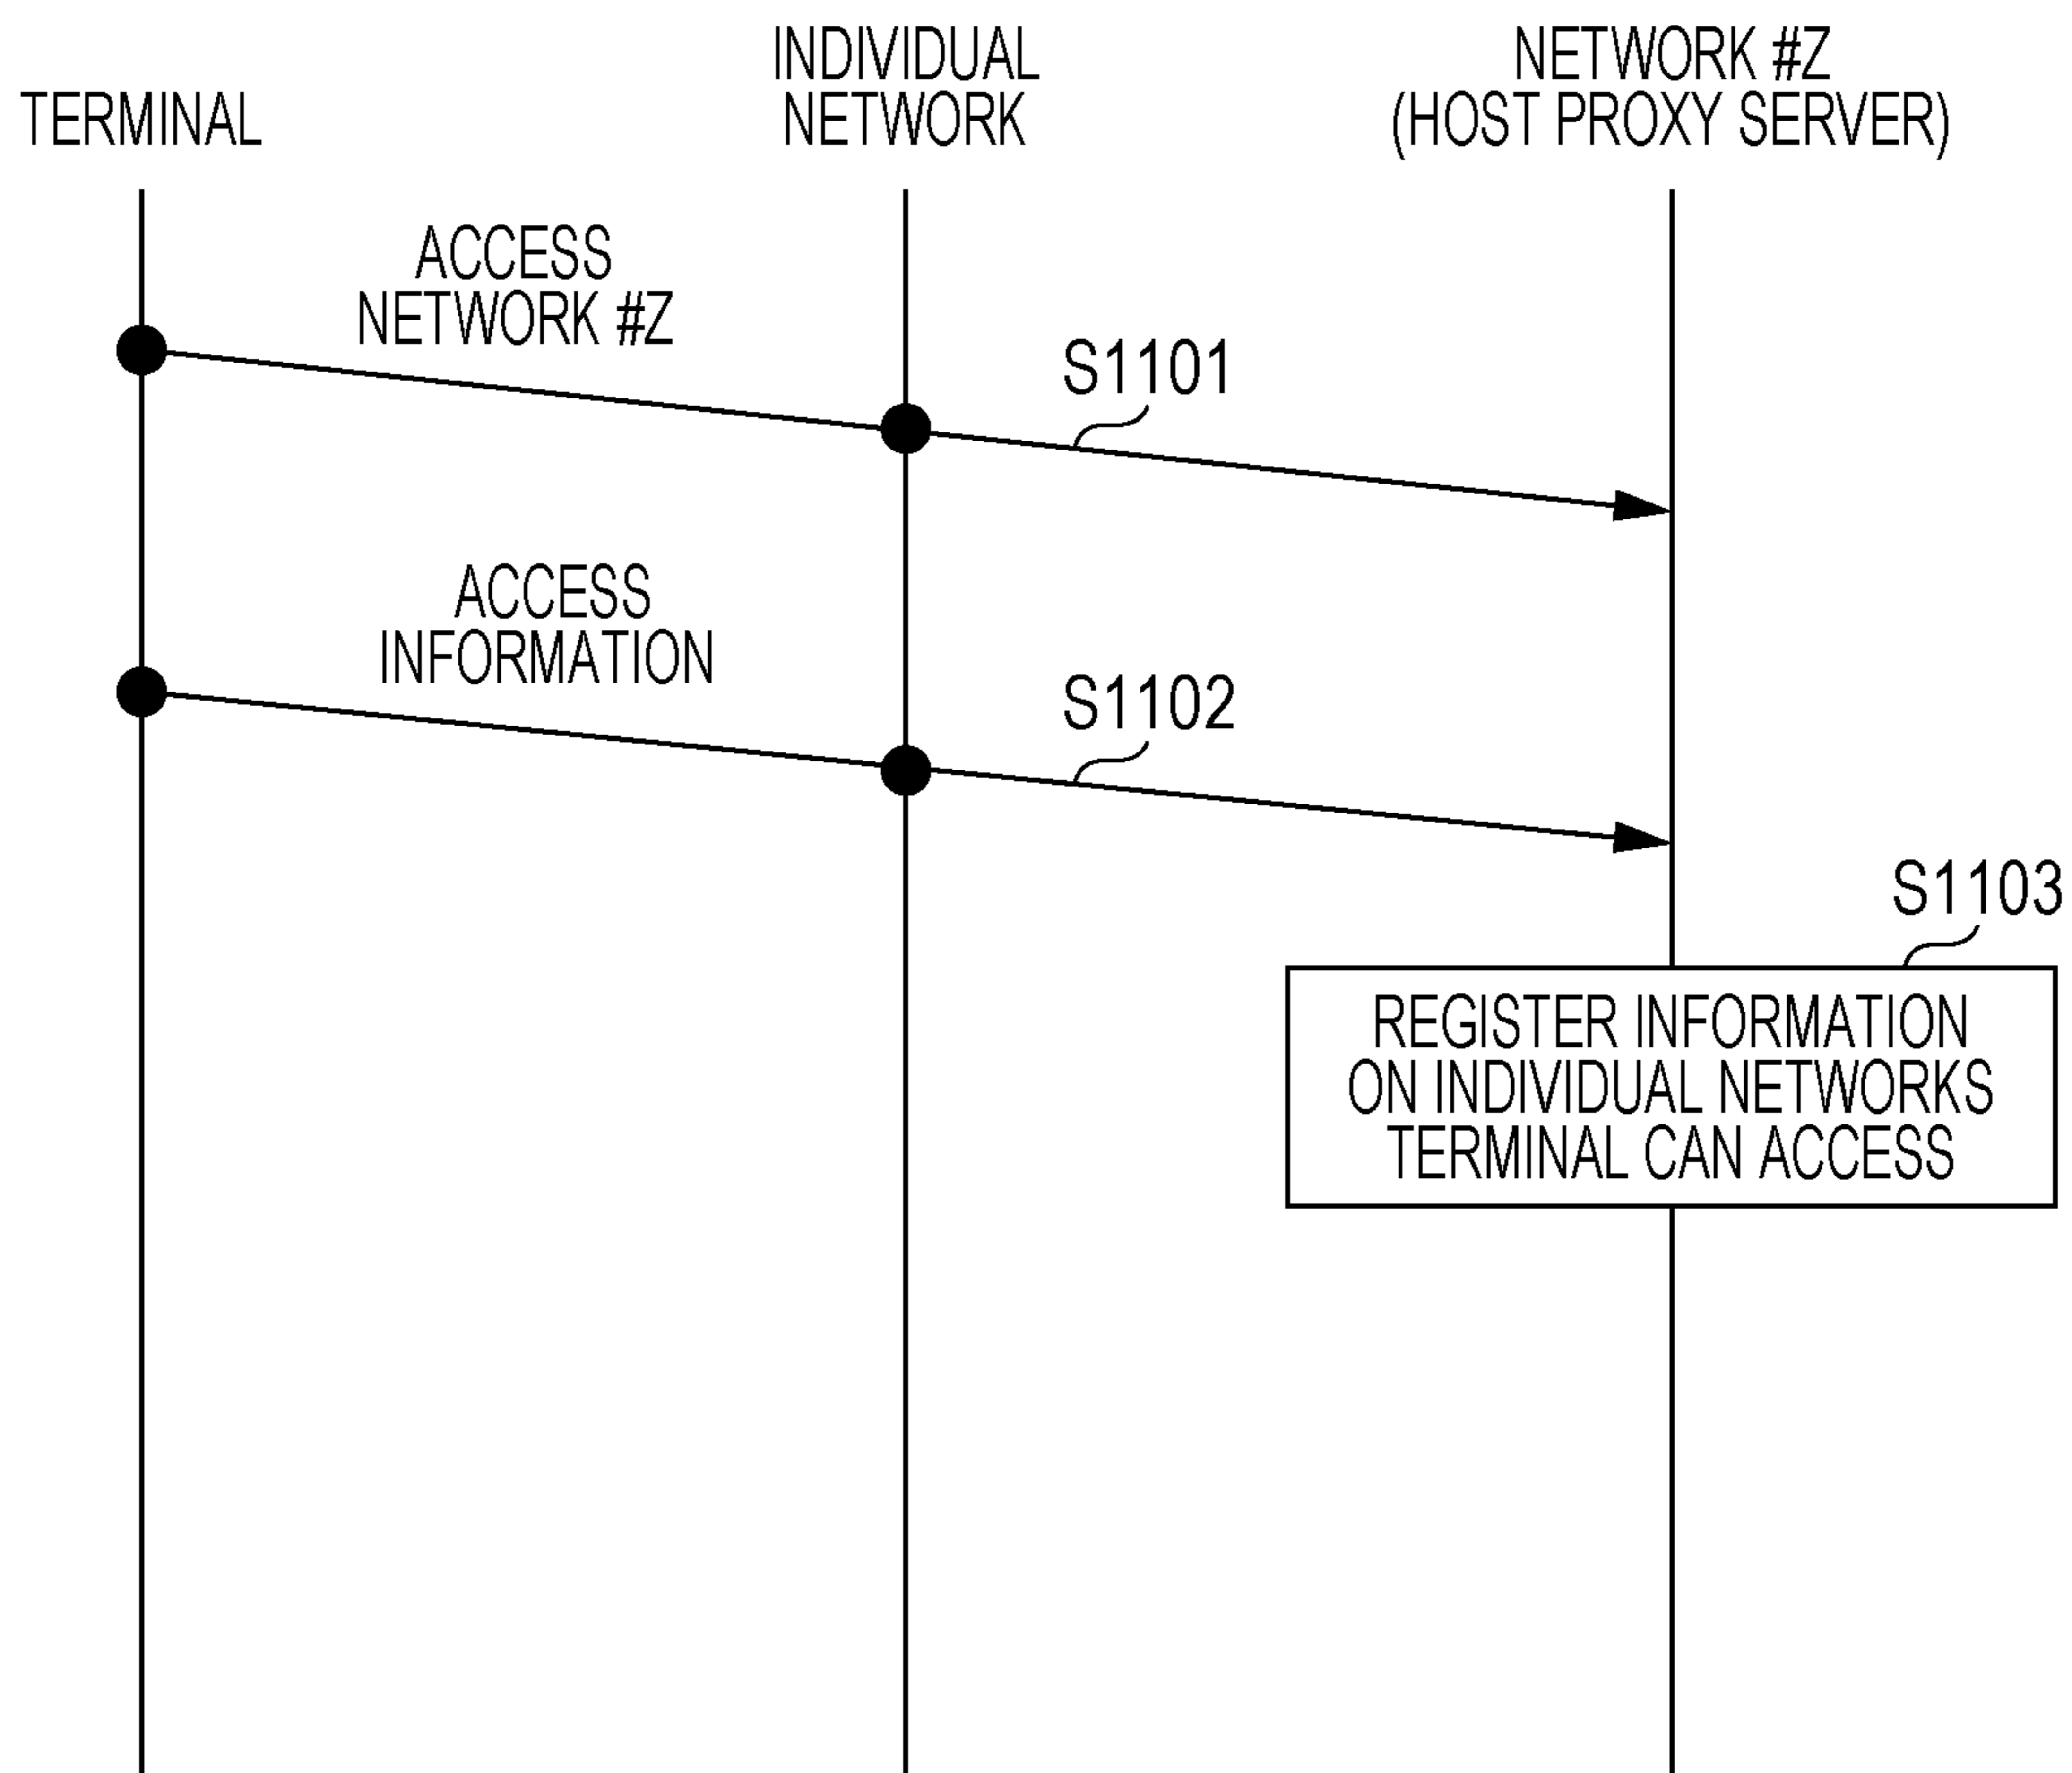 TERMINAL
INDIVIDUAL
NETWORK
NETWORK #Z
(HOST PROXY SERVER)
ACCESS
NETWORK #Z
S1101
ACCESS
INFORMATION
S1102
S1103
REGISTER INFORMATION
ON INDIVIDUAL NETWORKS
TERMINAL CAN ACCESS